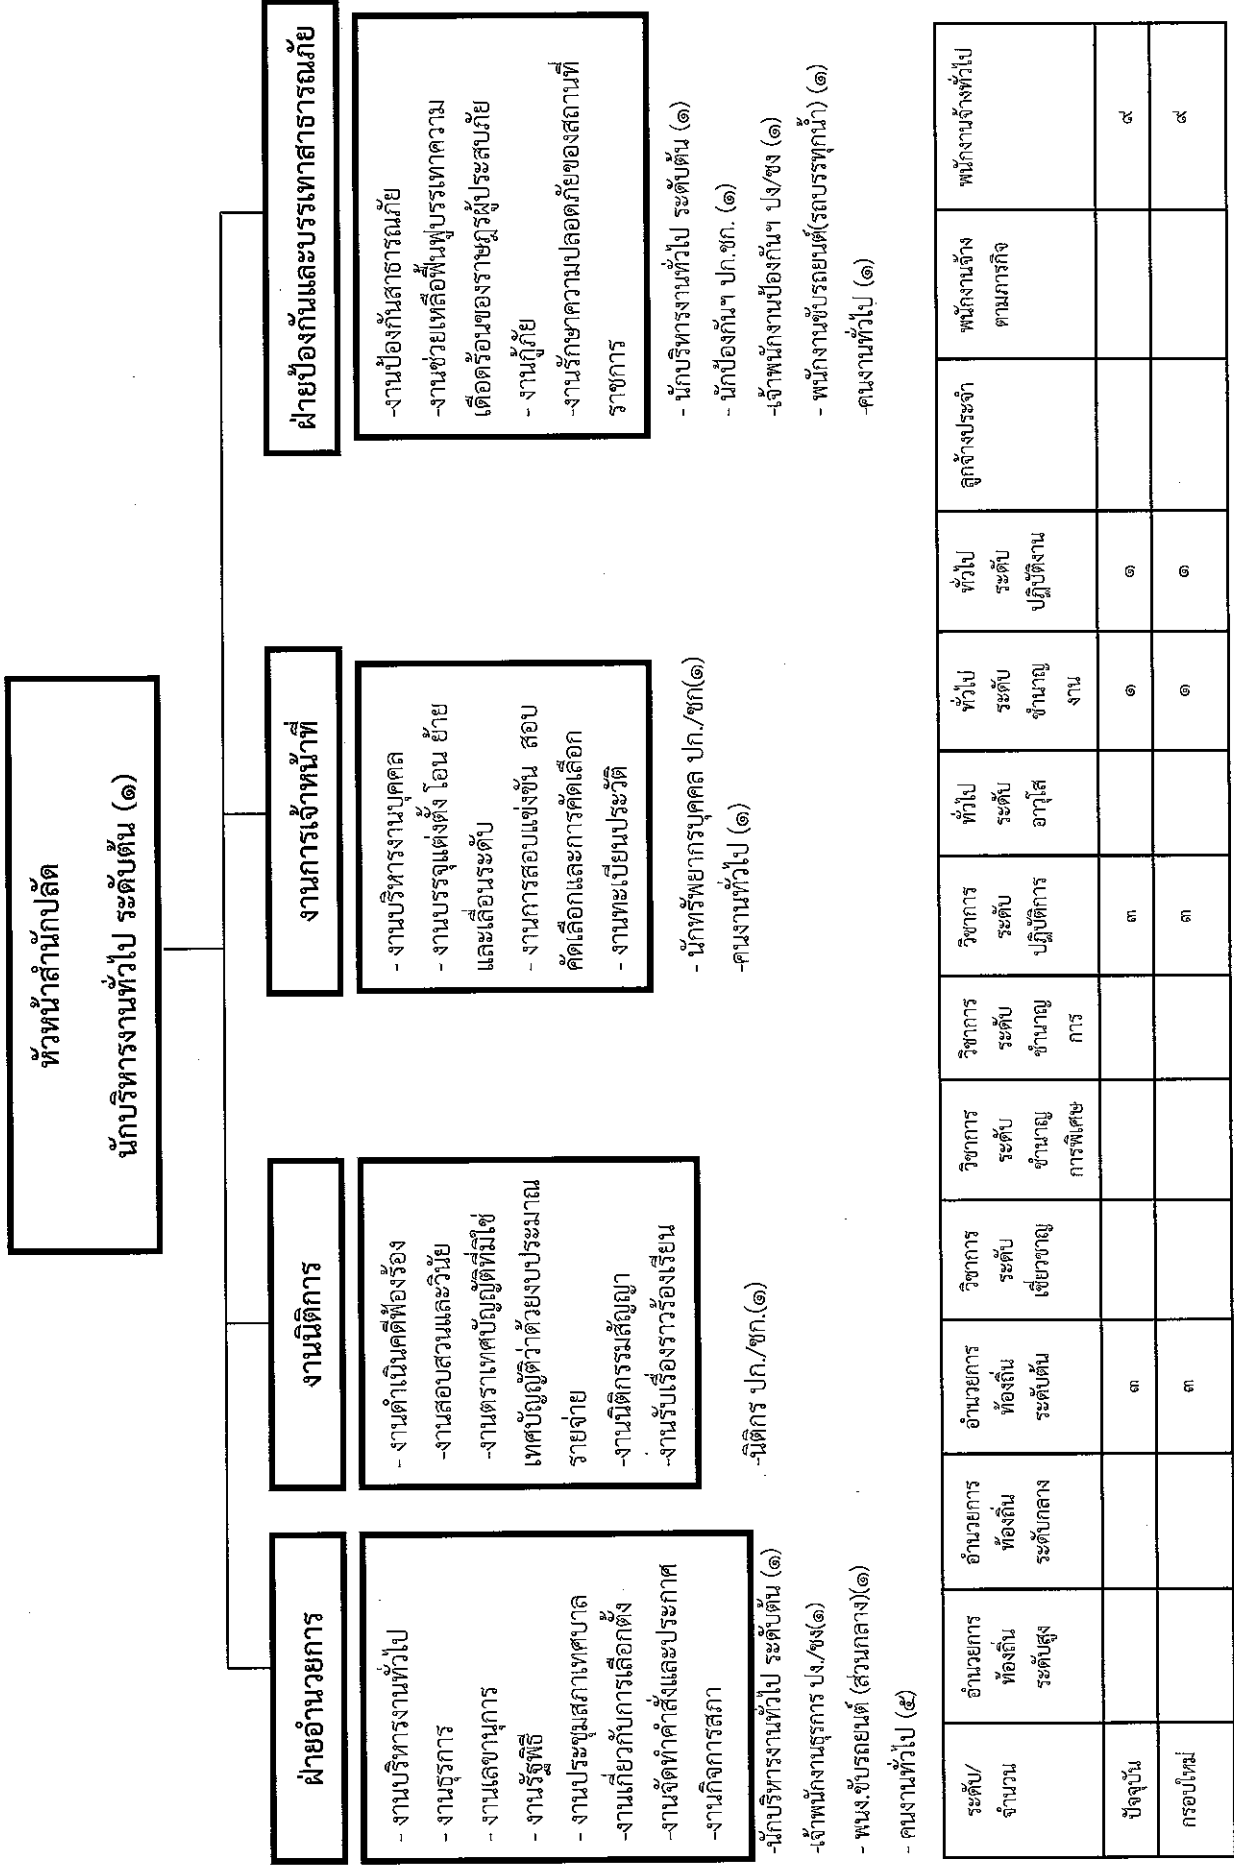 หัวหน้าสำนักปลัด
นักบริหารงานทั่วไป ระดับต้น (๑)
ฝ่ายอำนวยการ
- งานบริหารงานทั่วไป
- งานธุรการ
- งานเลขานุการ
- งานรัฐพิธี
- งานประชุมสภาเทศบาล
-งานเกี่ยวกับการเลือกตั้ง
-งานจัดทำคำสั่งและประกาศ
-งานกิจการสภา
-นักบริหารงานทั่วไป ระดับต้น (๑)
-เจ้าพนักงานธุรการ ปง./ชง(๑)
- พนง.ขับรถยนต์ (ส่วนกลาง)(๑)
- คนงานทั่วไป (๕)
งานนิติการ
- งานดำเนินคดีฟ้องร้อง
-งานสอบสวนและวินัย
-งานตราเทศบัญญัติที่มิใช่
เทศบัญญัติว่าด้วยงบประมาณ
รายจ่าย
-งานนิติกรรมสัญญา
-งานรับเรื่องราวร้องเรียน
-นิติกร ปก./ชก.(๑)
งานการเจ้าหน้าที่
- งานบริหารงานบุคคล
- งานบรรจุแต่งตั้ง โอน ย้าย
และเลื่อนระดับ
- งานการสอบแข่งขัน สอบ
คัดเลือกและการคัดเลือก
- งานทะเบียนประวัติ
- นักทรัพยากรบุคคล ปก./ชก(๑)
-คนงานทั่วไป (๑)
ฝ่ายป้องกันและบรรเทาสาธารณภัย
-งานป้องกันสาธารณภัย
-งานช่วยเหลือฟื้นฟูบรรเทาความ
เดือดร้อนของราษฎรผู้ประสบภัย
- งานกู้ภัย
-งานรักษาความปลอดภัยของสถานที่
ราชการ
- นักบริหารงานทั่วไป ระดับต้น (๑)
- นักป้องกันฯ ปก.ชก. (๑)
-เจ้าพนักงานป้องกันฯ ปง/ชง (๑)
- พนักงานขับรถยนต์(รถบรรทุกน้ำ) (๑)
-คนงานทั่วไป (๑)
ระดับ/จำนวน อำนวยการท้องถิ่นระดับสูง อำนวยการท้องถิ่นระดับกลาง อำนวยการท้องถิ่นระดับต้น วิชาการระดับเชี่ยวชาญ วิชาการระดับชำนาญการพิเศษ วิชาการระดับชำนาญการ วิชาการระดับปฏิบัติการ ทั่วไประดับอาวุโส ทั่วไประดับชำนาญงาน ทั่วไประดับปฏิบัติงาน ลูกจ้างประจำ พนักงานจ้างตามภารกิจ พนักงานจ้างทั่วไป
ปัจจุบัน ๓ ๓ ๑ ๑ ๙
กรอบใหม่ ๓ ๓ ๑ ๑ ๙